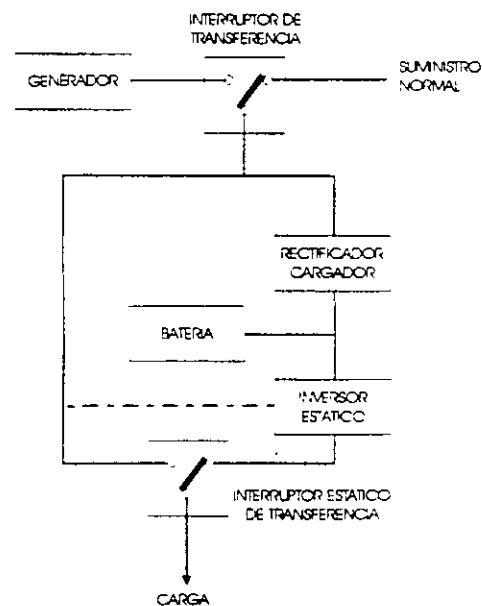 INTERRUPTOR DE
TRANSFERENCIA
GENERADOR
SUMINISTRO
NORMAL
RECTIFICADOR
CARGADOR
BATERIA
INVERSOR
ESTATICO
INTERRUPTOR ESTATICO
DE TRANSFERENCIA
CARGA